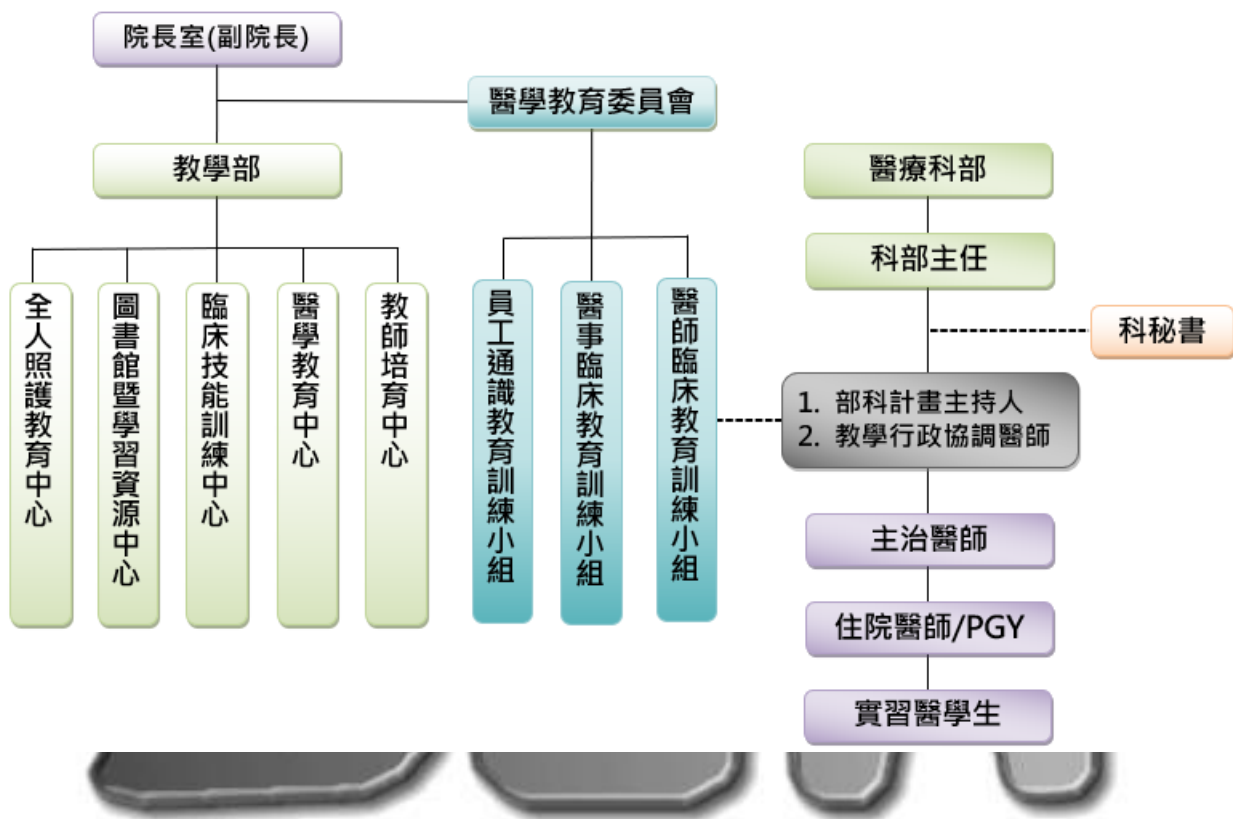 院長室(副院長)
醫學教育委員會
教學部
醫療科部
科部主任
科秘書
全人照護教育中心
圖書館暨學習資源中心
臨床技能訓練中心
醫學教育中心
教師培育中心
員工通識教育訓練小組
醫事臨床教育訓練小組
醫師臨床教育訓練小組
1. 部科計畫主持人
2. 教學行政協調醫師
主治醫師
住院醫師/PGY
實習醫學生